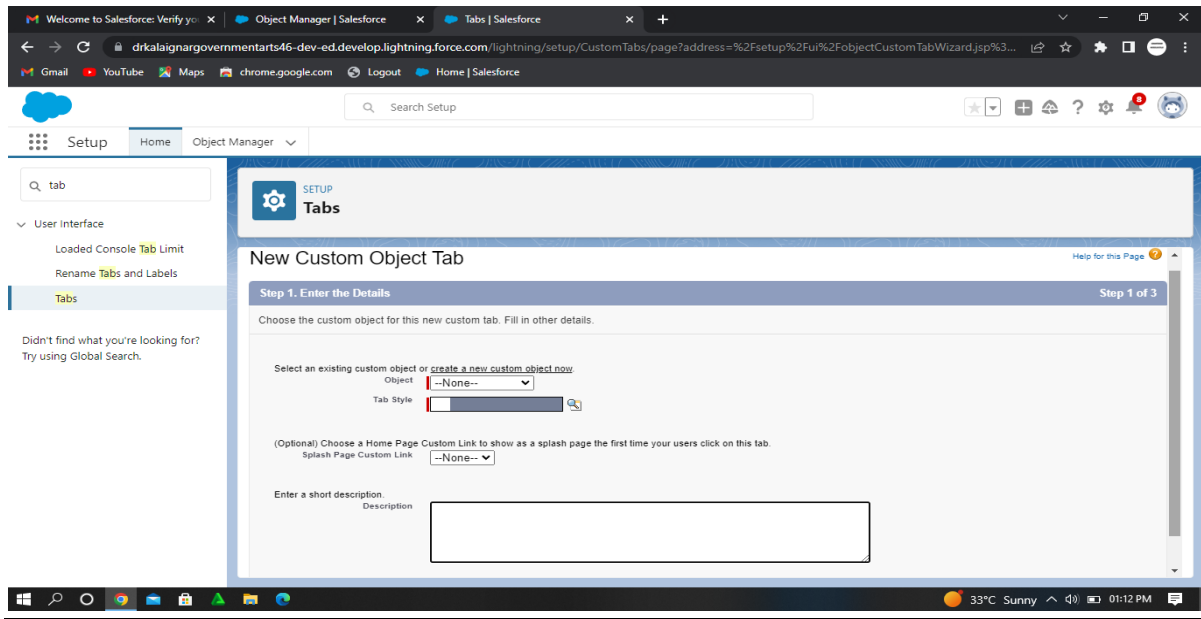 Welcome to Salesforce: Verify yo
Object Manager | Salesforce
Tabs | Salesforce
drkalaignargovernmentarts46-dev-ed.develop.lightning.force.com/lightning/setup/CustomTabs/page?address=%2Fsetup%2Fui%2FobjectCustomTabWizard.jsp%3...
Gmail YouTube Maps chrome.google.com Logout Home | Salesforce
Search Setup
8
Setup Home Object Manager
tab
User Interface
Loaded Console Tab Limit
Rename Tabs and Labels
Tabs
Didn't find what you're looking for?
Try using Global Search.
SETUP
Tabs
New Custom Object Tab
Help for this Page
Step 1. Enter the Details Step 1 of 3
Choose the custom object for this new custom tab. Fill in other details.
Select an existing custom object or create a new custom object now.
Object --None--
Tab Style
(Optional) Choose a Home Page Custom Link to show as a splash page the first time your users click on this tab.
Splash Page Custom Link --None--
Enter a short description.
Description
33°C Sunny 01:12 PM